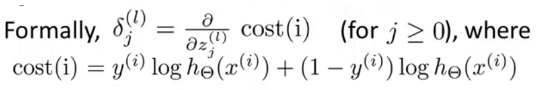 Formally, δ_j^{(l)} = ∂/∂z_j^{(l)} cost(i) (for j ≥ 0), where
cost(i) = y^{(i)} log h_Θ(x^{(i)}) + (1 − y^{(i)}) log h_Θ(x^{(i)})